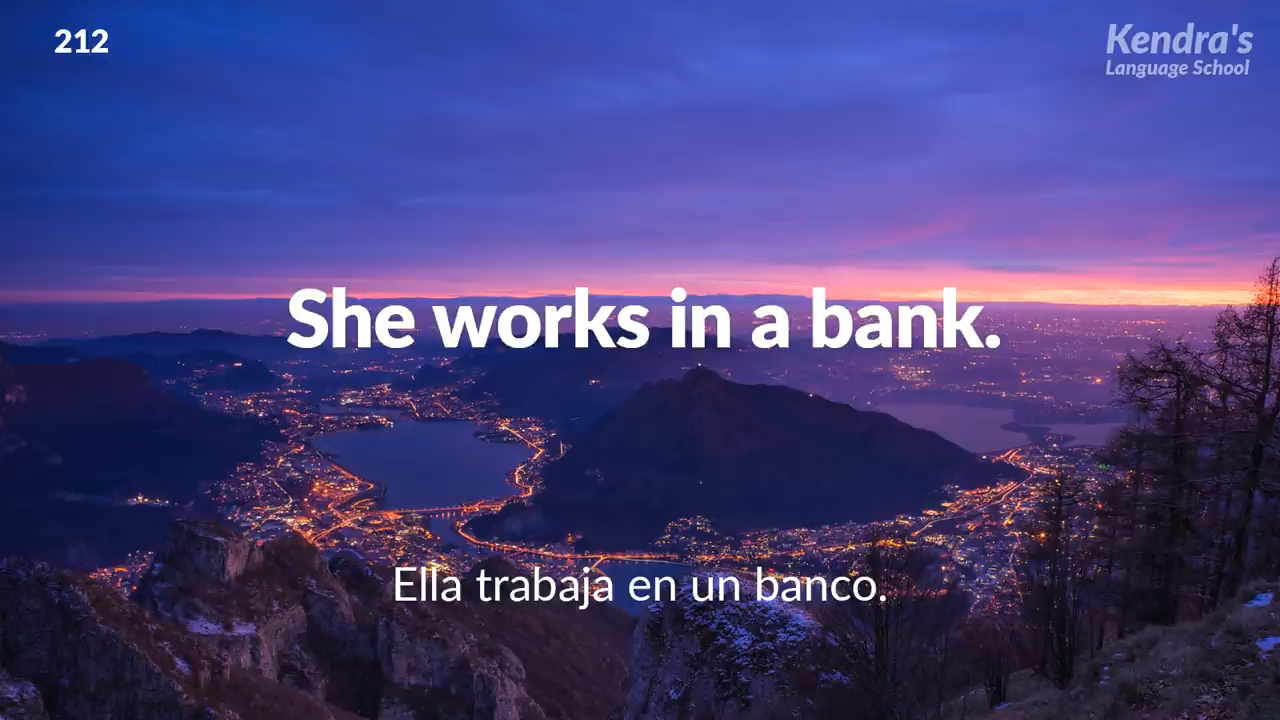 212
Kendra's
Language School
She works in a bank.
Ella trabaja en un banco.